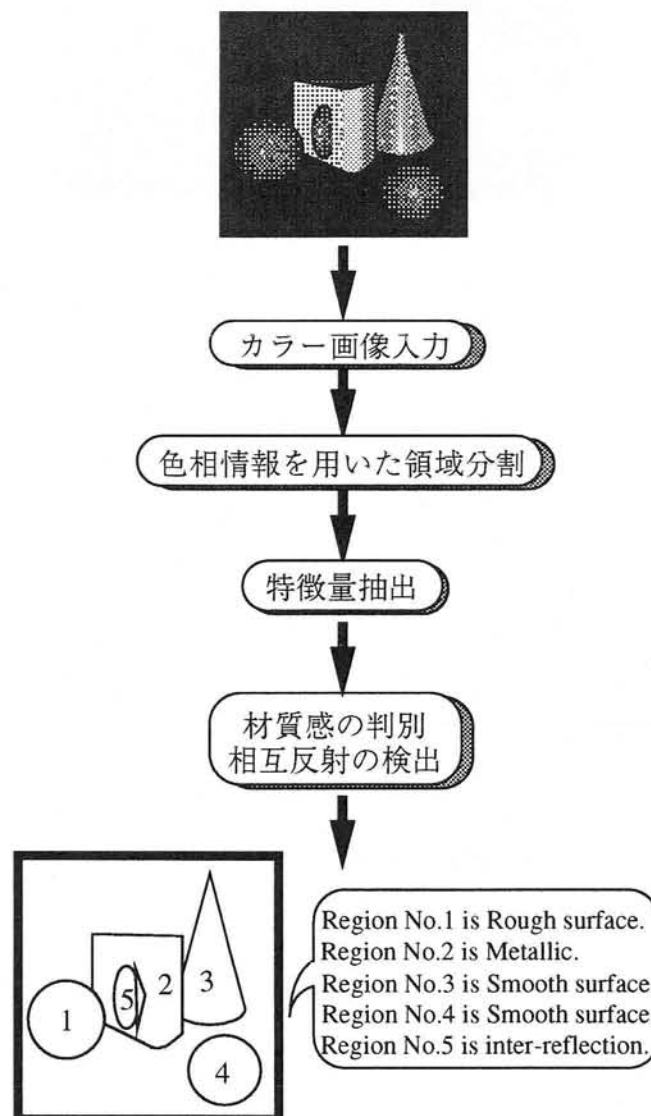 カラー画像入力
色相情報を用いた領域分割
特徴量抽出
材質感の判別
相互反射の検出
1
5
2
3
4
Region No.1 is Rough surface.
Region No.2 is Metallic.
Region No.3 is Smooth surface
Region No.4 is Smooth surface
Region No.5 is inter-reflection.